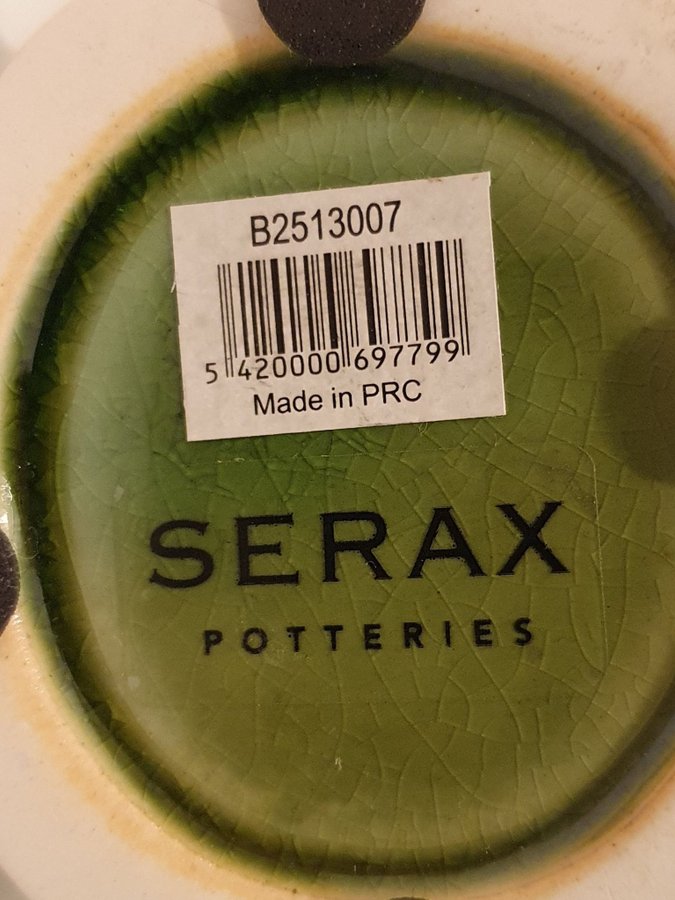 B2513007
5 420000 697799
Made in PRC
SERAX
POTTERIES